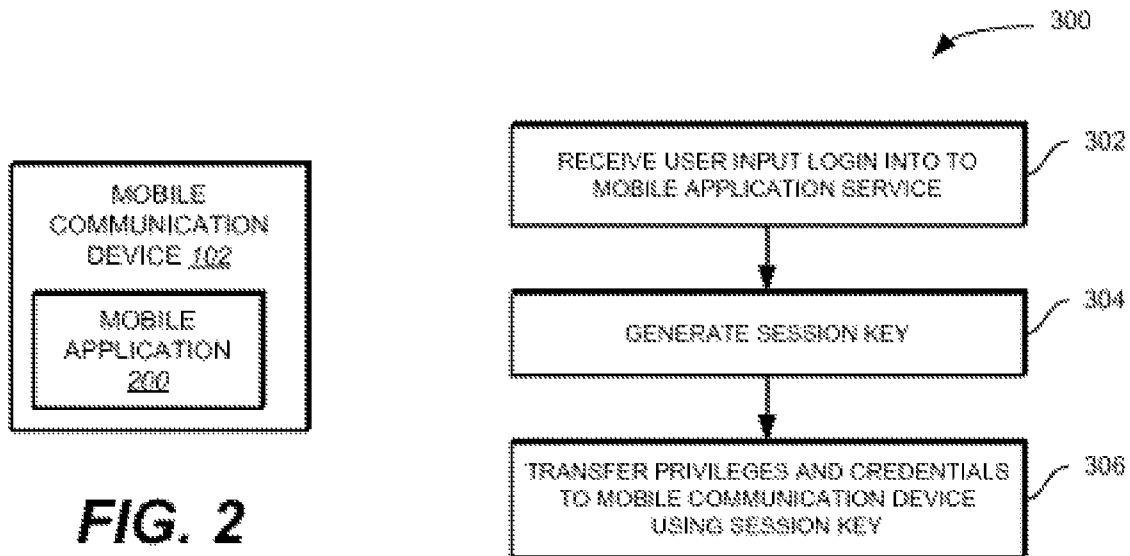 MOBILE
COMMUNICATION
DEVICE 102
MOBILE
APPLICATION
200
FIG. 2
300
RECEIVE USER INPUT LOGIN INTO TO
MOBILE APPLICATION SERVICE
302
GENERATE SESSION KEY
304
TRANSFER PRIVILEGES AND CREDENTIALS
TO MOBILE COMMUNICATION DEVICE
USING SESSION KEY
306